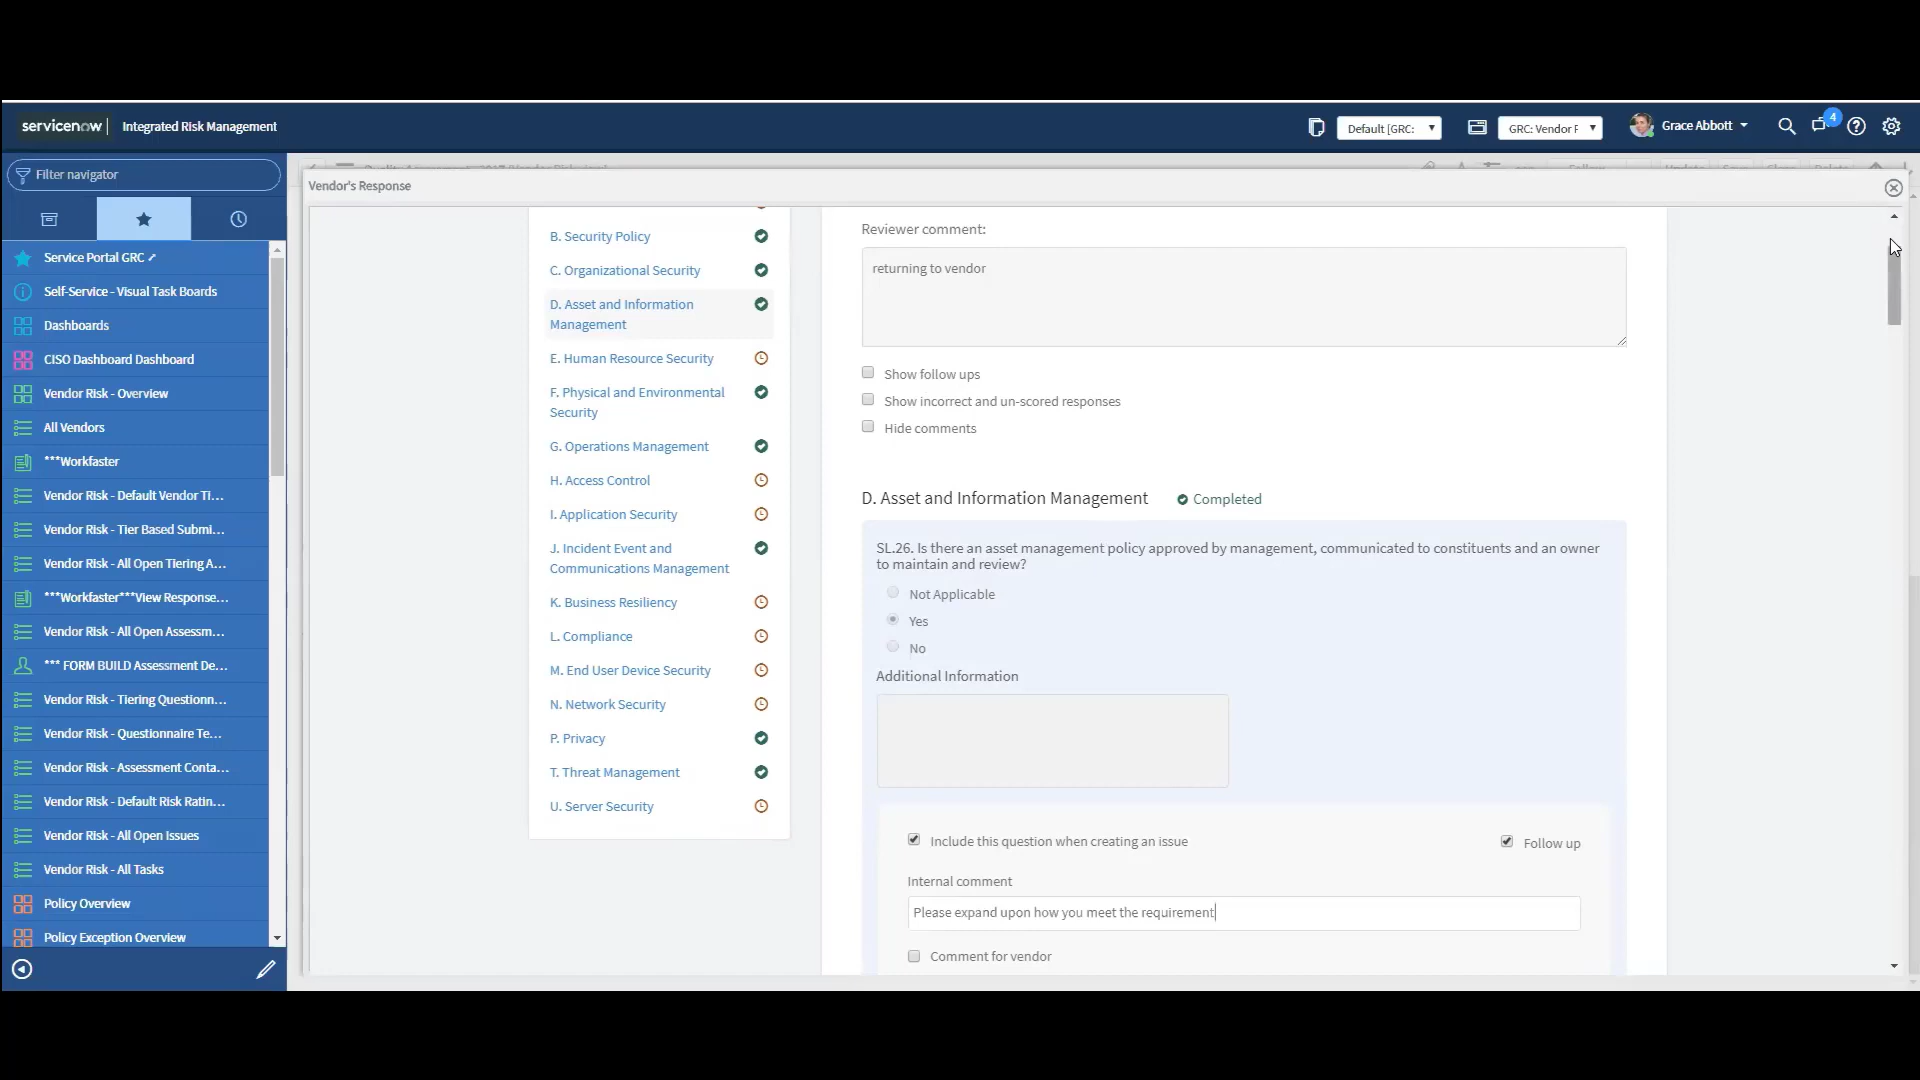 servicenow
Integrated Risk Management
Default [GRC:
GRC: Vendor F
Grace Abbott
4
Filter navigator
Vendor's Response
Service Portal GRC
Self-Service - Visual Task Boards
Dashboards
CISO Dashboard Dashboard
Vendor Risk - Overview
All Vendors
***Workfaster
Vendor Risk - Default Vendor Ti...
Vendor Risk - Tier Based Submi...
Vendor Risk - All Open Tiering A...
***Workfaster***View Response...
Vendor Risk - All Open Assessm...
*** FORM BUILD Assessment De...
Vendor Risk - Tiering Questionn...
Vendor Risk - Questionnaire Te...
Vendor Risk - Assessment Conta...
Vendor Risk - Default Risk Ratin...
Vendor Risk - All Open Issues
Vendor Risk - All Tasks
Policy Overview
Policy Exception Overview
B. Security Policy
C. Organizational Security
D. Asset and Information
Management
E. Human Resource Security
F. Physical and Environmental
Security
G. Operations Management
H. Access Control
I. Application Security
J. Incident Event and
Communications Management
K. Business Resiliency
L. Compliance
M. End User Device Security
N. Network Security
P. Privacy
T. Threat Management
U. Server Security
Reviewer comment:
returning to vendor
Show follow ups
Show incorrect and un-scored responses
Hide comments
D. Asset and Information Management
Completed
SL.26. Is there an asset management policy approved by management, communicated to constituents and an owner
to maintain and review?
Not Applicable
Yes
No
Additional Information
Include this question when creating an issue
Follow up
Internal comment
Please expand upon how you meet the requirement
Comment for vendor